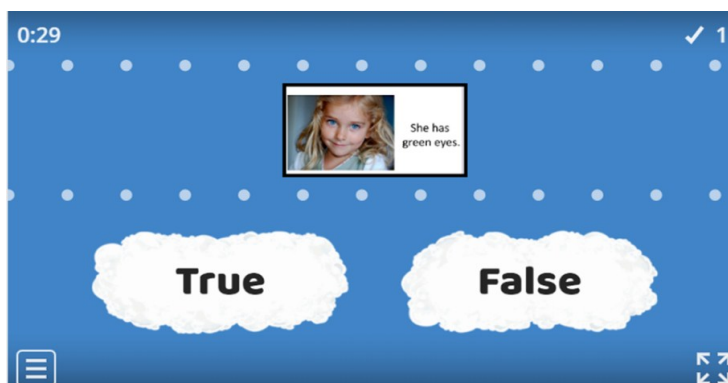 0:29
✓ 1
She has
green eyes.
True
False